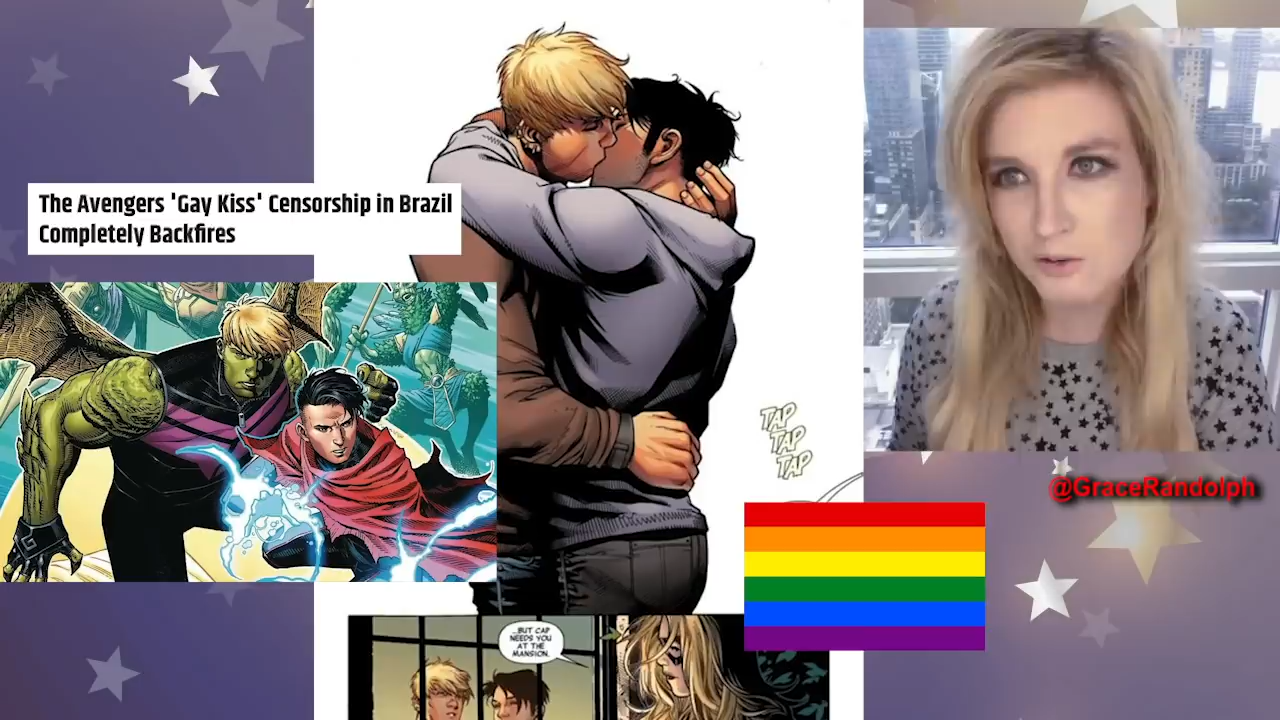 The Avengers 'Gay Kiss' Censorship in Brazil
Completely Backfires
TAP
TAP
TAP
@GraceRandolph
...BUT CAP
NEEDS YOU
AT THE
MANSION.